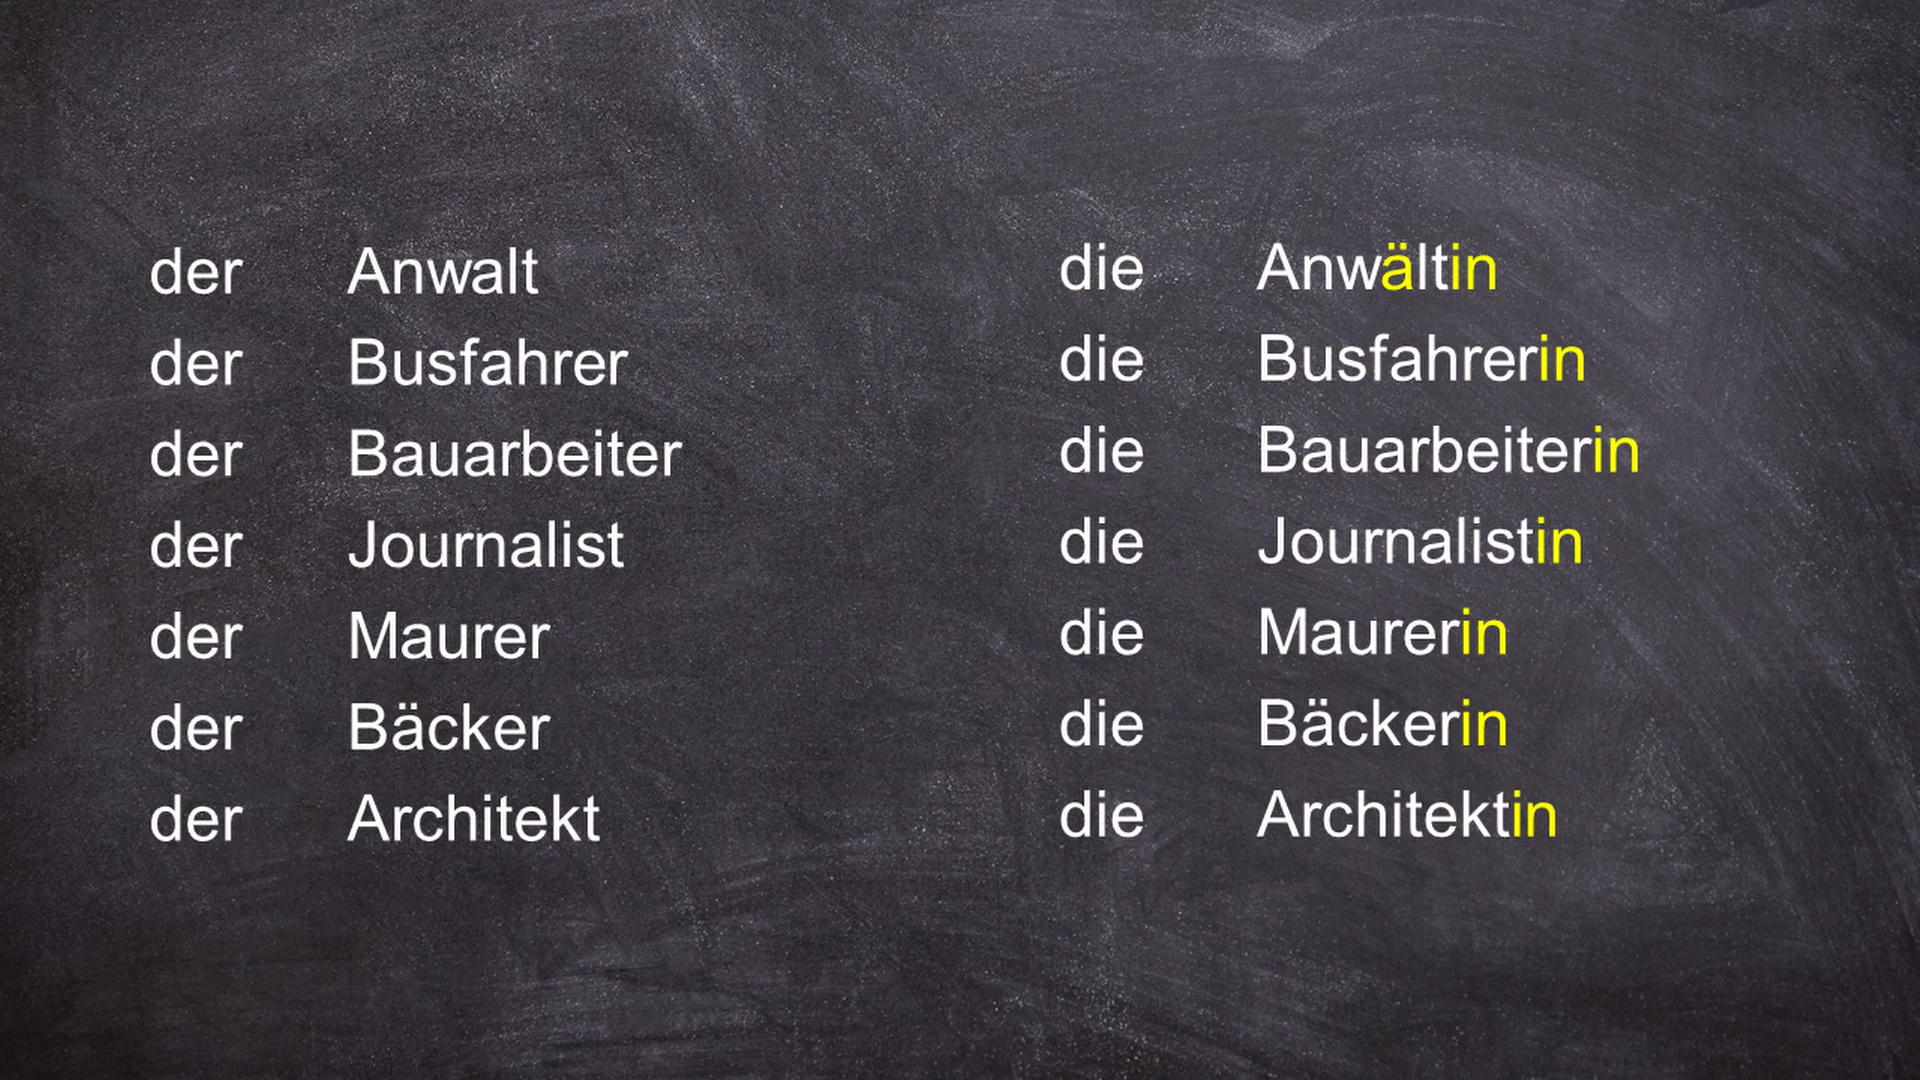 der Anwalt die Anwältin
der Busfahrer die Busfahrerin
der Bauarbeiter die Bauarbeiterin
der Journalist die Journalistin
der Maurer die Maurerin
der Bäcker die Bäckerin
der Architekt die Architektin